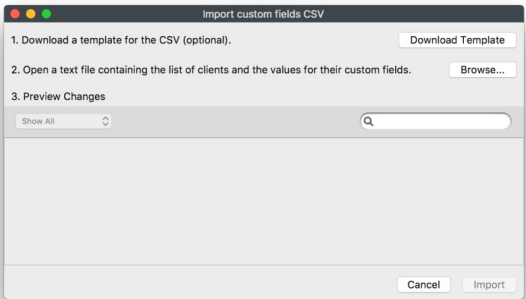 Import custom fields CSV
1. Download a template for the CSV (optional). Download Template
2. Open a text file containing the list of clients and the values for their custom fields. Browse...
3. Preview Changes
Show All
Cancel Import